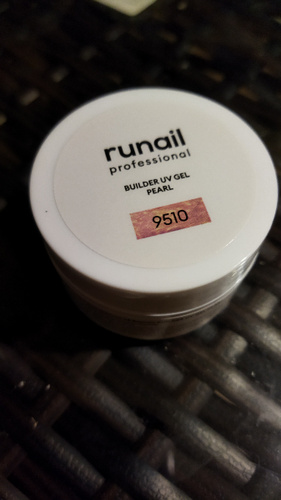 runail
professional
BUILDER UV GEL
PEARL
9510